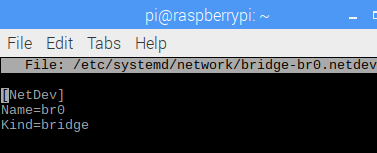 pi@raspberrypi: ~
File Edit Tabs Help
File: /etc/systemd/network/bridge-br0.netdev
[NetDev]
Name=br0
Kind=bridge